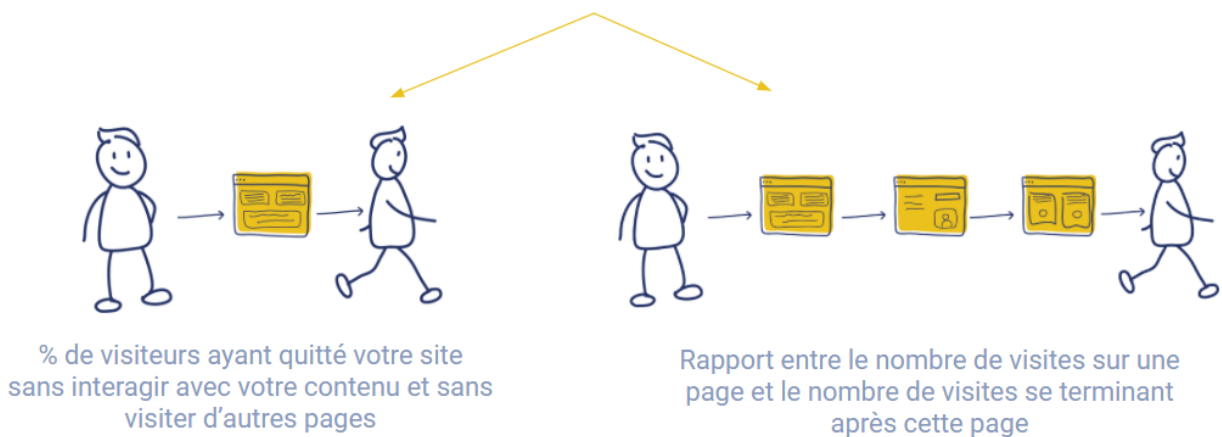 % de visiteurs ayant quitté votre site
sans interagir avec votre contenu et sans
visiter d'autres pages
Rapport entre le nombre de visites sur une
page et le nombre de visites se terminant
après cette page